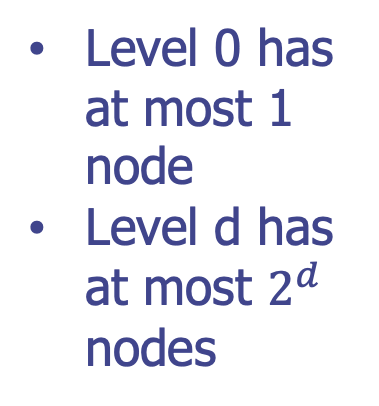 • Level 0 has
at most 1
node
• Level d has
at most 2^d
nodes